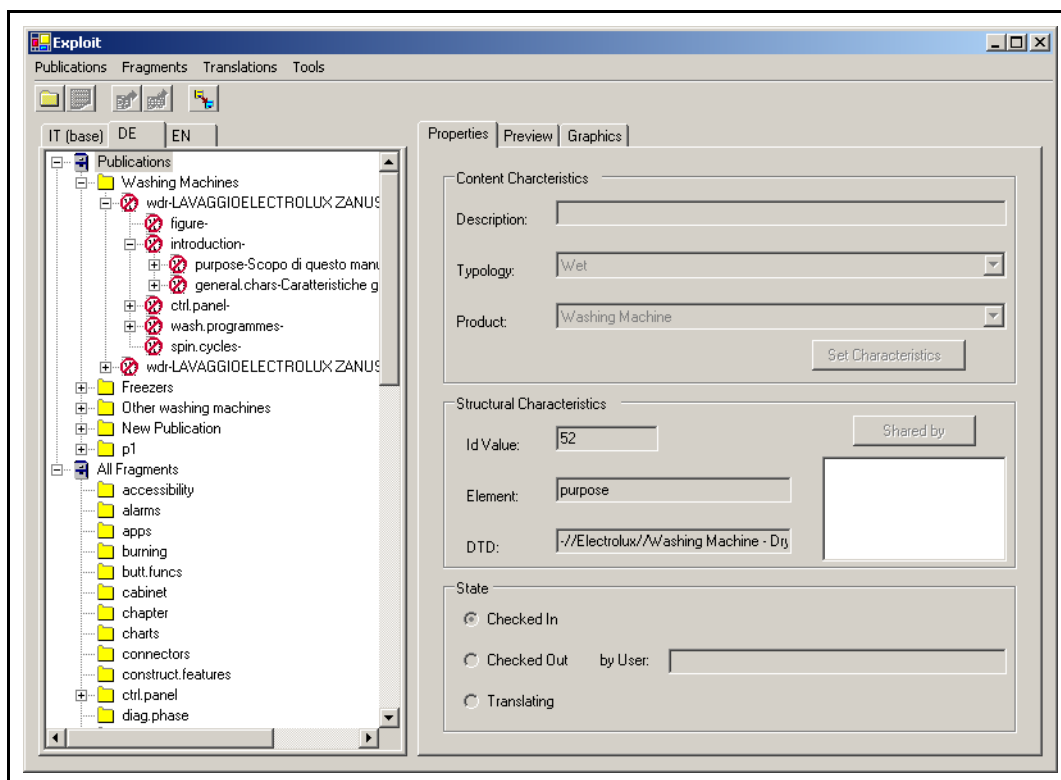 Exploit
Publications Fragments Translations Tools
IT (base) DE EN
Publications
Washing Machines
wdr-LAVAGGIOELECTROLUX ZANUS
figure-
introduction-
purpose-Scopo di questo manu
general.chars-Caratteristiche g
ctrl.panel-
wash.programmes-
spin.cycles-
wdr-LAVAGGIOELECTROLUX ZANUS
Freezers
Other washing machines
New Publication
p1
All Fragments
accessibility
alarms
apps
burning
butt.funcs
cabinet
chapter
charts
connectors
construct.features
ctrl.panel
diag.phase
Properties Preview Graphics
Content Charcteristics
Description:
Typology: Wet
Product: Washing Machine
Set Characteristics
Structural Characteristics
Id Value: 52
Shared by
Element: purpose
DTD: -//Electrolux//Washing Machine - Dry
State
Checked In
Checked Out by User:
Translating